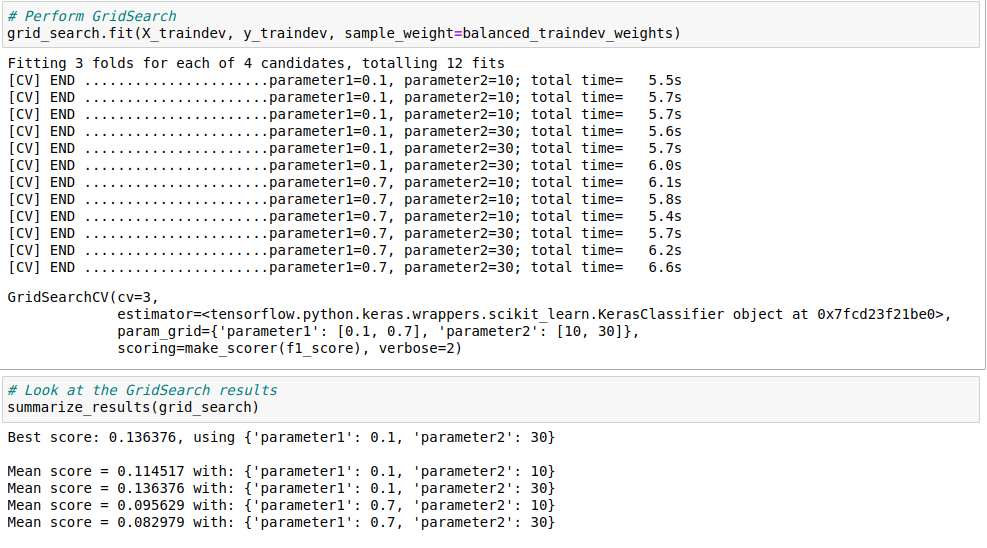 # Perform GridSearch
grid_search.fit(X_traindev, y_traindev, sample_weight=balanced_traindev_weights)
Fitting 3 folds for each of 4 candidates, totalling 12 fits
[CV] END ......................parameter1=0.1, parameter2=10; total time=   5.5s
[CV] END ......................parameter1=0.1, parameter2=10; total time=   5.7s
[CV] END ......................parameter1=0.1, parameter2=10; total time=   5.7s
[CV] END ......................parameter1=0.1, parameter2=30; total time=   5.6s
[CV] END ......................parameter1=0.1, parameter2=30; total time=   5.7s
[CV] END ......................parameter1=0.1, parameter2=30; total time=   6.0s
[CV] END ......................parameter1=0.7, parameter2=10; total time=   6.1s
[CV] END ......................parameter1=0.7, parameter2=10; total time=   5.8s
[CV] END ......................parameter1=0.7, parameter2=10; total time=   5.4s
[CV] END ......................parameter1=0.7, parameter2=30; total time=   5.7s
[CV] END ......................parameter1=0.7, parameter2=30; total time=   6.2s
[CV] END ......................parameter1=0.7, parameter2=30; total time=   6.6s
GridSearchCV(cv=3,
             estimator=<tensorflow.python.keras.wrappers.scikit_learn.KerasClassifier object at 0x7fcd23f21be0>,
             param_grid={'parameter1': [0.1, 0.7], 'parameter2': [10, 30]},
             scoring=make_scorer(f1_score), verbose=2)
# Look at the GridSearch results
summarize_results(grid_search)
Best score: 0.136376, using {'parameter1': 0.1, 'parameter2': 30}
Mean score = 0.114517 with: {'parameter1': 0.1, 'parameter2': 10}
Mean score = 0.136376 with: {'parameter1': 0.1, 'parameter2': 30}
Mean score = 0.095629 with: {'parameter1': 0.7, 'parameter2': 10}
Mean score = 0.082979 with: {'parameter1': 0.7, 'parameter2': 30}